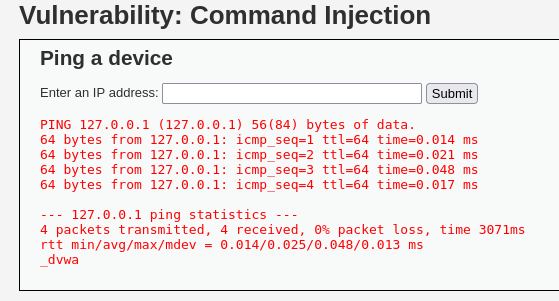 Vulnerability: Command Injection
Ping a device
Enter an IP address: Submit
PING 127.0.0.1 (127.0.0.1) 56(84) bytes of data.
64 bytes from 127.0.0.1: icmp_seq=1 ttl=64 time=0.014 ms
64 bytes from 127.0.0.1: icmp_seq=2 ttl=64 time=0.021 ms
64 bytes from 127.0.0.1: icmp_seq=3 ttl=64 time=0.048 ms
64 bytes from 127.0.0.1: icmp_seq=4 ttl=64 time=0.017 ms
--- 127.0.0.1 ping statistics ---
4 packets transmitted, 4 received, 0% packet loss, time 3071ms
rtt min/avg/max/mdev = 0.014/0.025/0.048/0.013 ms
_dvwa